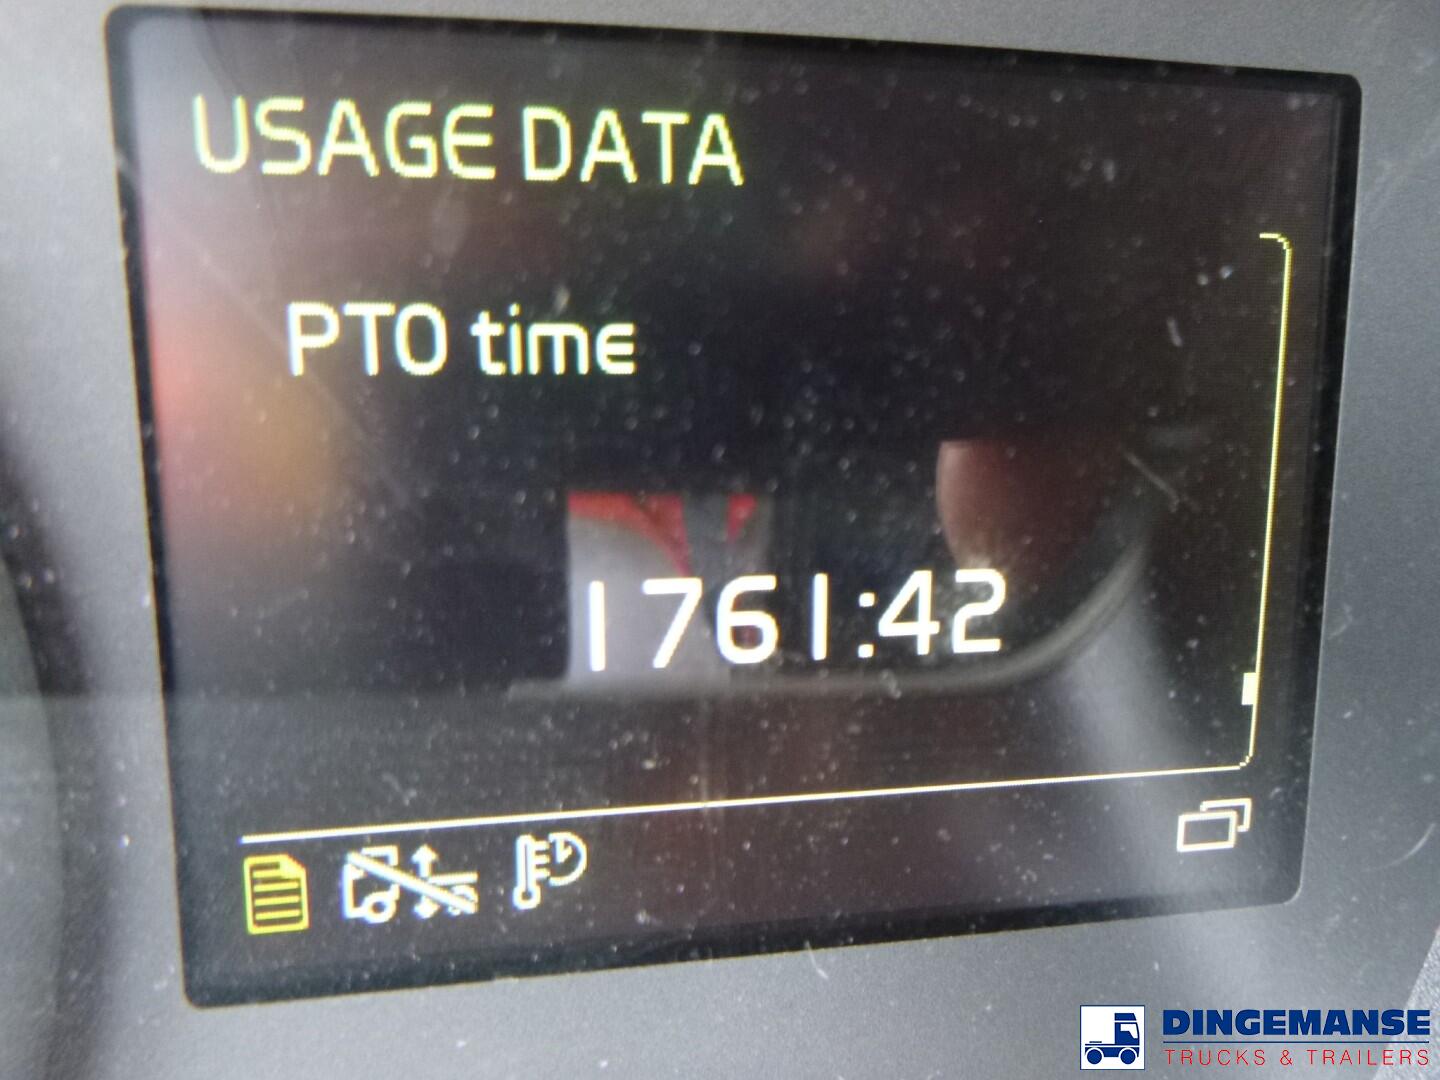 USAGE DATA
PTO time
1761:42
DINGEMANSE
TRUCKS & TRAILERS